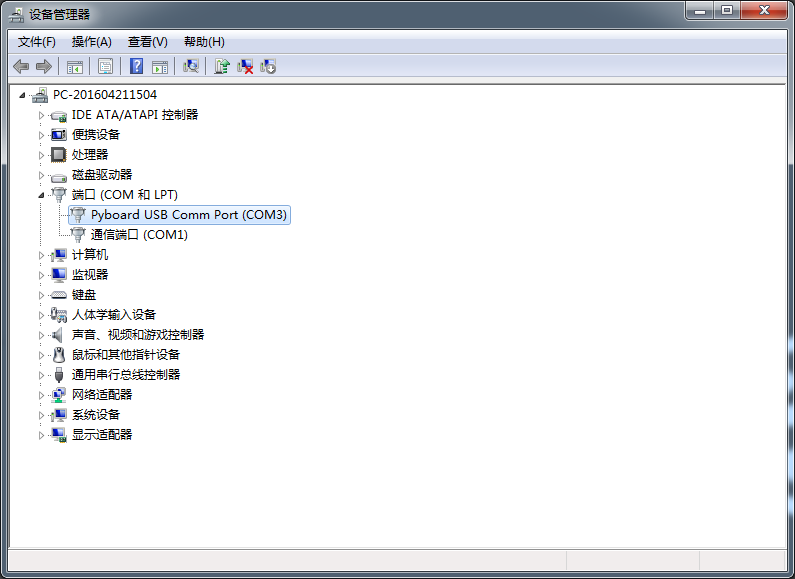 设备管理器
文件(F) 操作(A) 查看(V) 帮助(H)
PC-201604211504
IDE ATA/ATAPI 控制器
便携设备
处理器
磁盘驱动器
端口 (COM 和 LPT)
Pyboard USB Comm Port (COM3)
通信端口 (COM1)
计算机
监视器
键盘
人体学输入设备
声音、视频和游戏控制器
鼠标和其他指针设备
通用串行总线控制器
网络适配器
系统设备
显示适配器